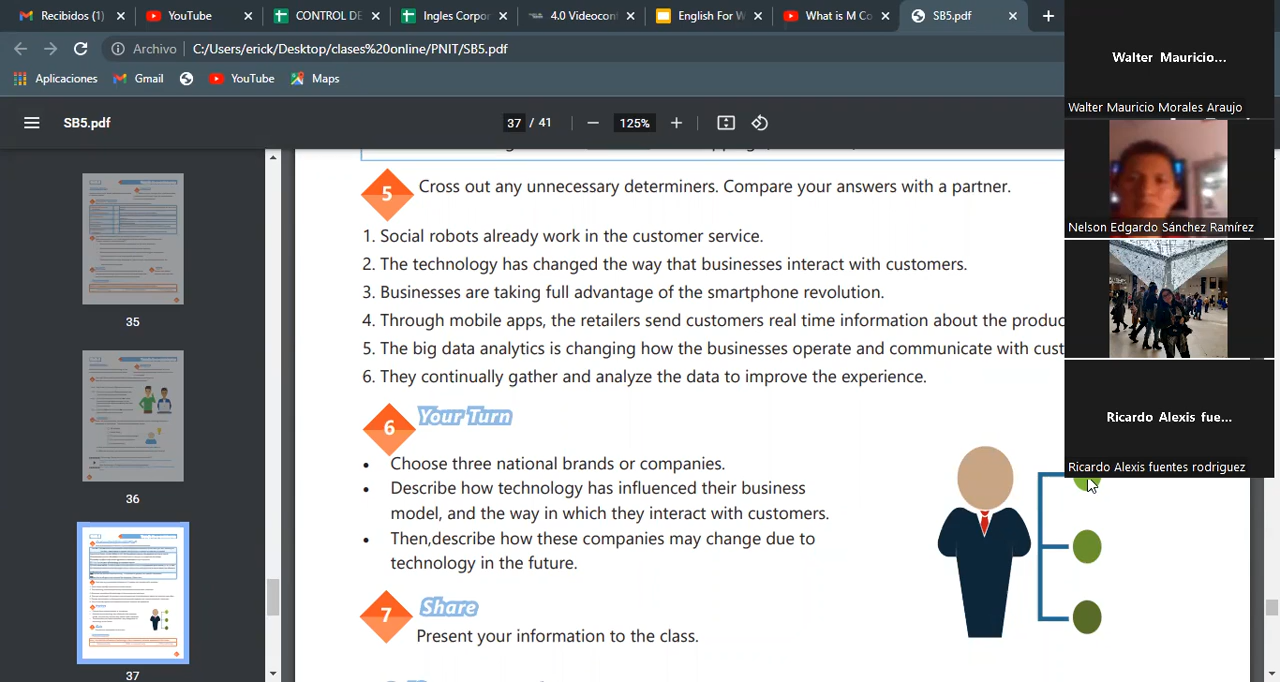 Recibidos (1)
YouTube
CONTROL DE
Ingles Corpor
4.0 Videocon
English For W
What is M Co
SB5.pdf
Archivo
C:/Users/erick/Desktop/clases%20online/PNIT/SB5.pdf
Aplicaciones
Gmail
YouTube
Maps
SB5.pdf
37 / 41
125%
5 Cross out any unnecessary determiners. Compare your answers with a partner.
1. Social robots already work in the customer service.
2. The technology has changed the way that businesses interact with customers.
3. Businesses are taking full advantage of the smartphone revolution.
4. Through mobile apps, the retailers send customers real time information about the produc
5. The big data analytics is changing how the businesses operate and communicate with cust
6. They continually gather and analyze the data to improve the experience.
6 Your Turn
• Choose three national brands or companies.
• Describe how technology has influenced their business
model, and the way in which they interact with customers.
• Then,describe how these companies may change due to
technology in the future.
7 Share
Present your information to the class.
35
36
37
Walter Mauricio...
Walter Mauricio Morales Araujo
Nelson Edgardo Sánchez Ramírez
Ricardo Alexis fue...
Ricardo Alexis fuentes rodriguez